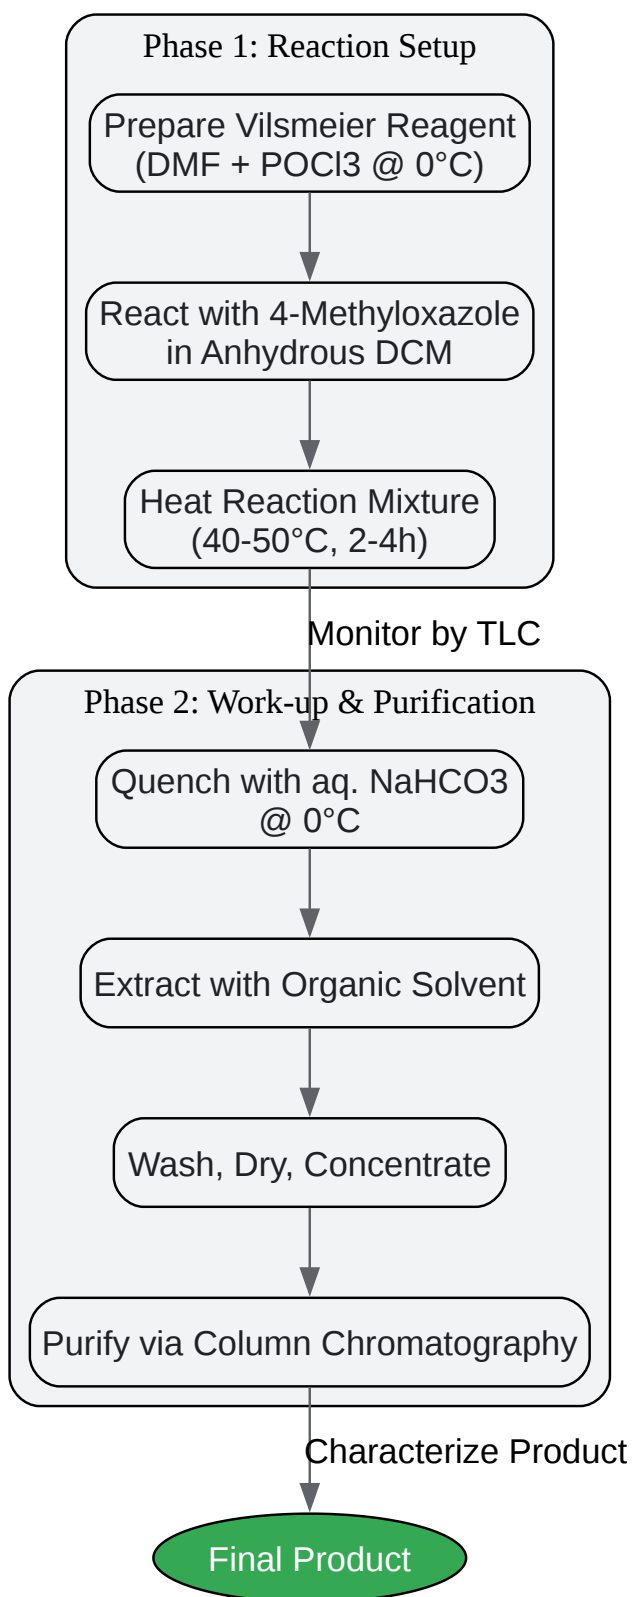 Phase 1: Reaction Setup
Prepare Vilsmeier Reagent
(DMF + POCl3 @ 0°C)
React with 4-Methyloxazole
in Anhydrous DCM
Heat Reaction Mixture
(40-50°C, 2-4h)
Monitor by TLC
Phase 2: Work-up & Purification
Quench with aq. NaHCO3
@ 0°C
Extract with Organic Solvent
Wash, Dry, Concentrate
Purify via Column Chromatography
Characterize Product
Final Product